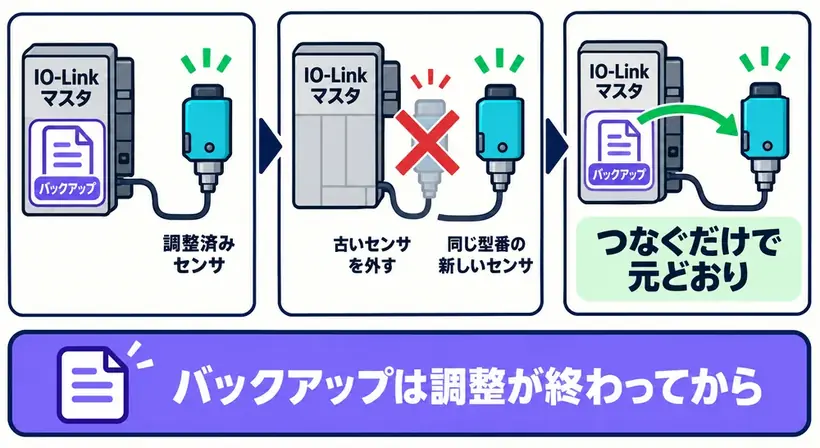 IO-Link
マスタ
バックアップ
調整済み
センサ
IO-Link
マスタ
古いセンサ
を外す
同じ型番の
新しいセンサ
IO-Link
マスタ
バックアップ
つなぐだけで
元どおり
バックアップは調整が終わってから